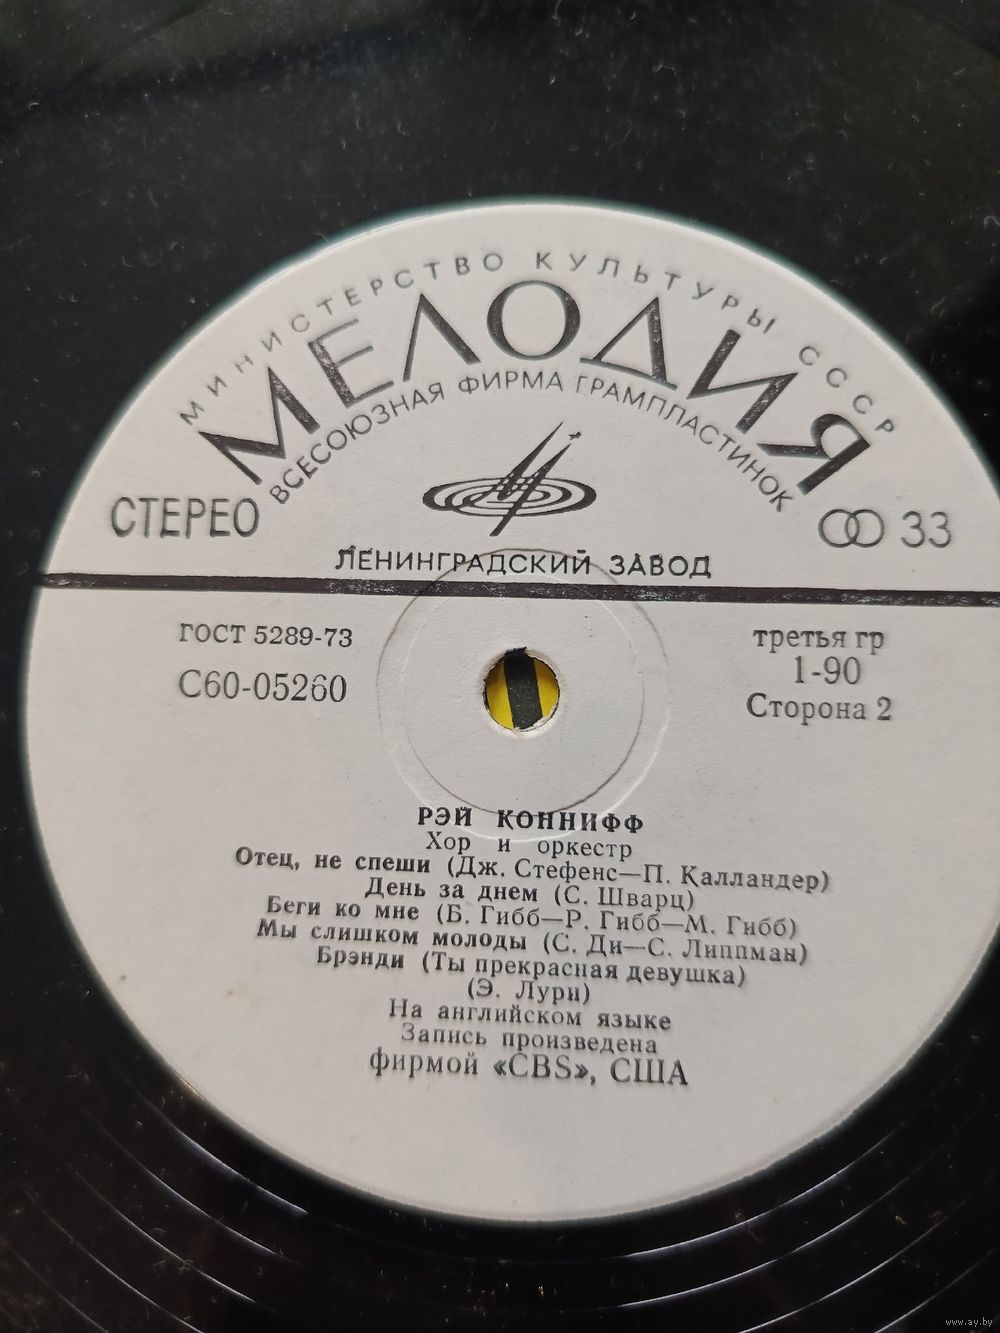 МИНИСТЕРСТВО КУЛЬТУРЫ СССР
МЕЛОДИЯ
ВСЕСОЮЗНАЯ ФИРМА ГРАМПЛАСТИНОК
СТЕРЕО
33
ЛЕНИНГРАДСКИЙ ЗАВОД
ГОСТ 5289-73
третья гр
С60-05260
1-90
Сторона 2
РЭЙ КОННИФФ
Хор и оркестр
Отец, не спеши (Дж. Стефенс—П. Калландер)
День за днем (С. Шварц)
Беги ко мне (Б. Гибб—Р. Гибб—М. Гибб)
Мы слишком молоды (С. Ди—С. Липпман)
Брэнди (Ты прекрасная девушка)
(Э. Лури)
На английском языке
Запись произведена
фирмой «CBS», США
www.ay.by